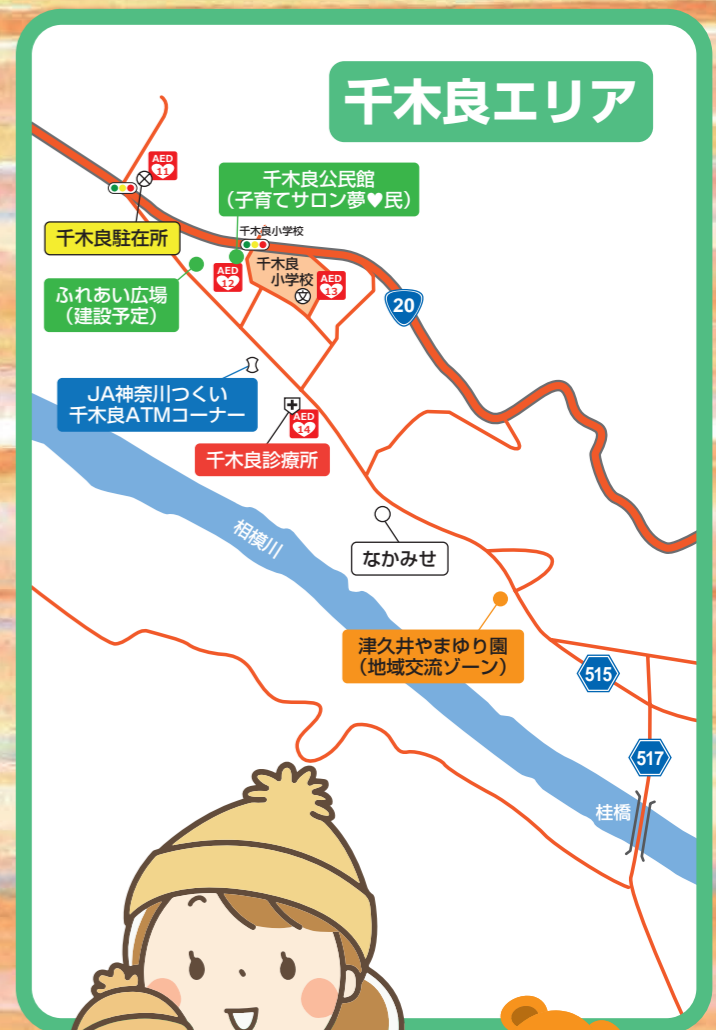 千木良エリア
AED
11
千木良公民館
(子育てサロン夢♥民)
千木良駐在所
千木良小学校
千木良
小学校
文
AED
12
AED
13
ふれあい広場
(建設予定)
20
JA神奈川つくい
千木良ATMコーナー
AED
14
千木良診療所
相模川
なかみせ
津久井やまゆり園
(地域交流ゾーン)
515
517
桂橋